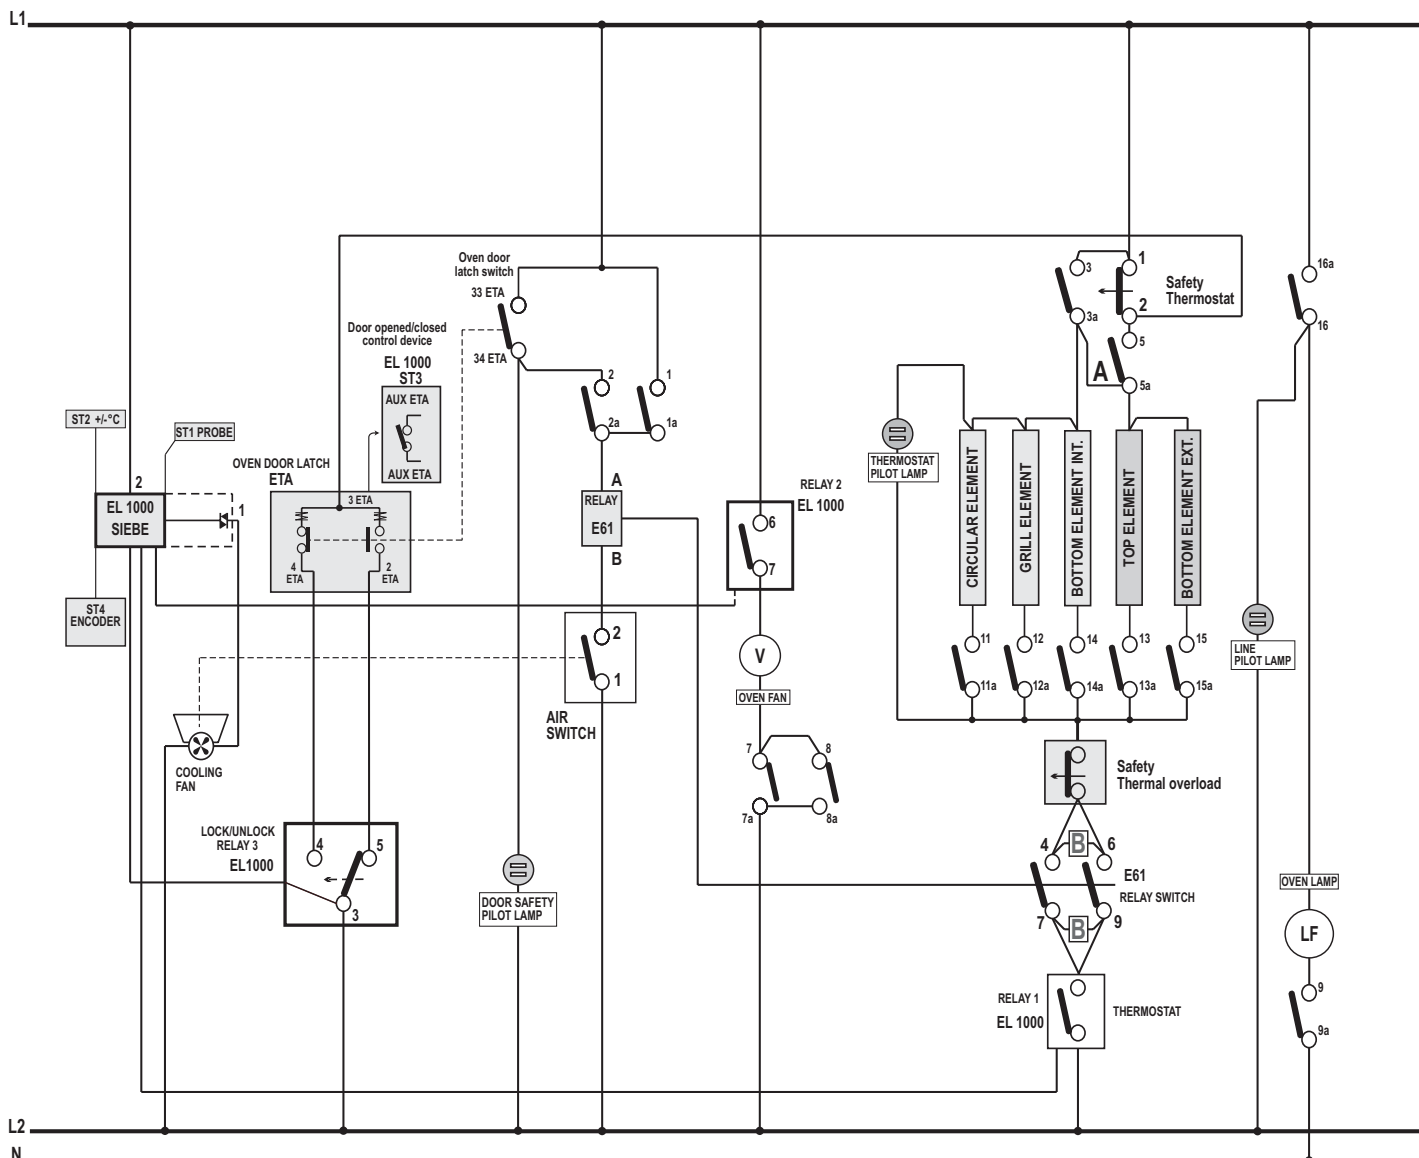 L1
16a
Oven door
latch switch
3
1
Safety
Thermostat
33 ETA
2
3a
16
Door opened/closed
control device
34 ETA
5
EL 1000
ST3
2
1
A
5a
AUX ETA
ST2 +/-°C
ST1 PROBE
2a
1a
THERMOSTAT
PILOT LAMP
OVEN DOOR LATCH
ETA
AUX ETA
CIRCULAR ELEMENT
GRILL ELEMENT
BOTTOM ELEMENT INT.
TOP ELEMENT
BOTTOM ELEMENT EXT.
2
A
RELAY 2
EL 1000
EL 1000
SIEBE
1
3 ETA
RELAY
E61
6
B
4
ETA
2
ETA
7
ST4
ENCODER
2
11
12
14
13
15
V
LINE
PILOT LAMP
1
11a
12a
14a
13a
15a
OVEN FAN
AIR
SWITCH
7
8
COOLING
FAN
Safety
Thermal overload
7a
8a
LOCK/UNLOCK
RELAY 3
EL1000
4
5
4
B
6
E61
RELAY SWITCH
OVEN LAMP
DOOR SAFETY
PILOT LAMP
3
7
B
9
LF
RELAY 1
EL 1000
THERMOSTAT
9
9a
L2
N